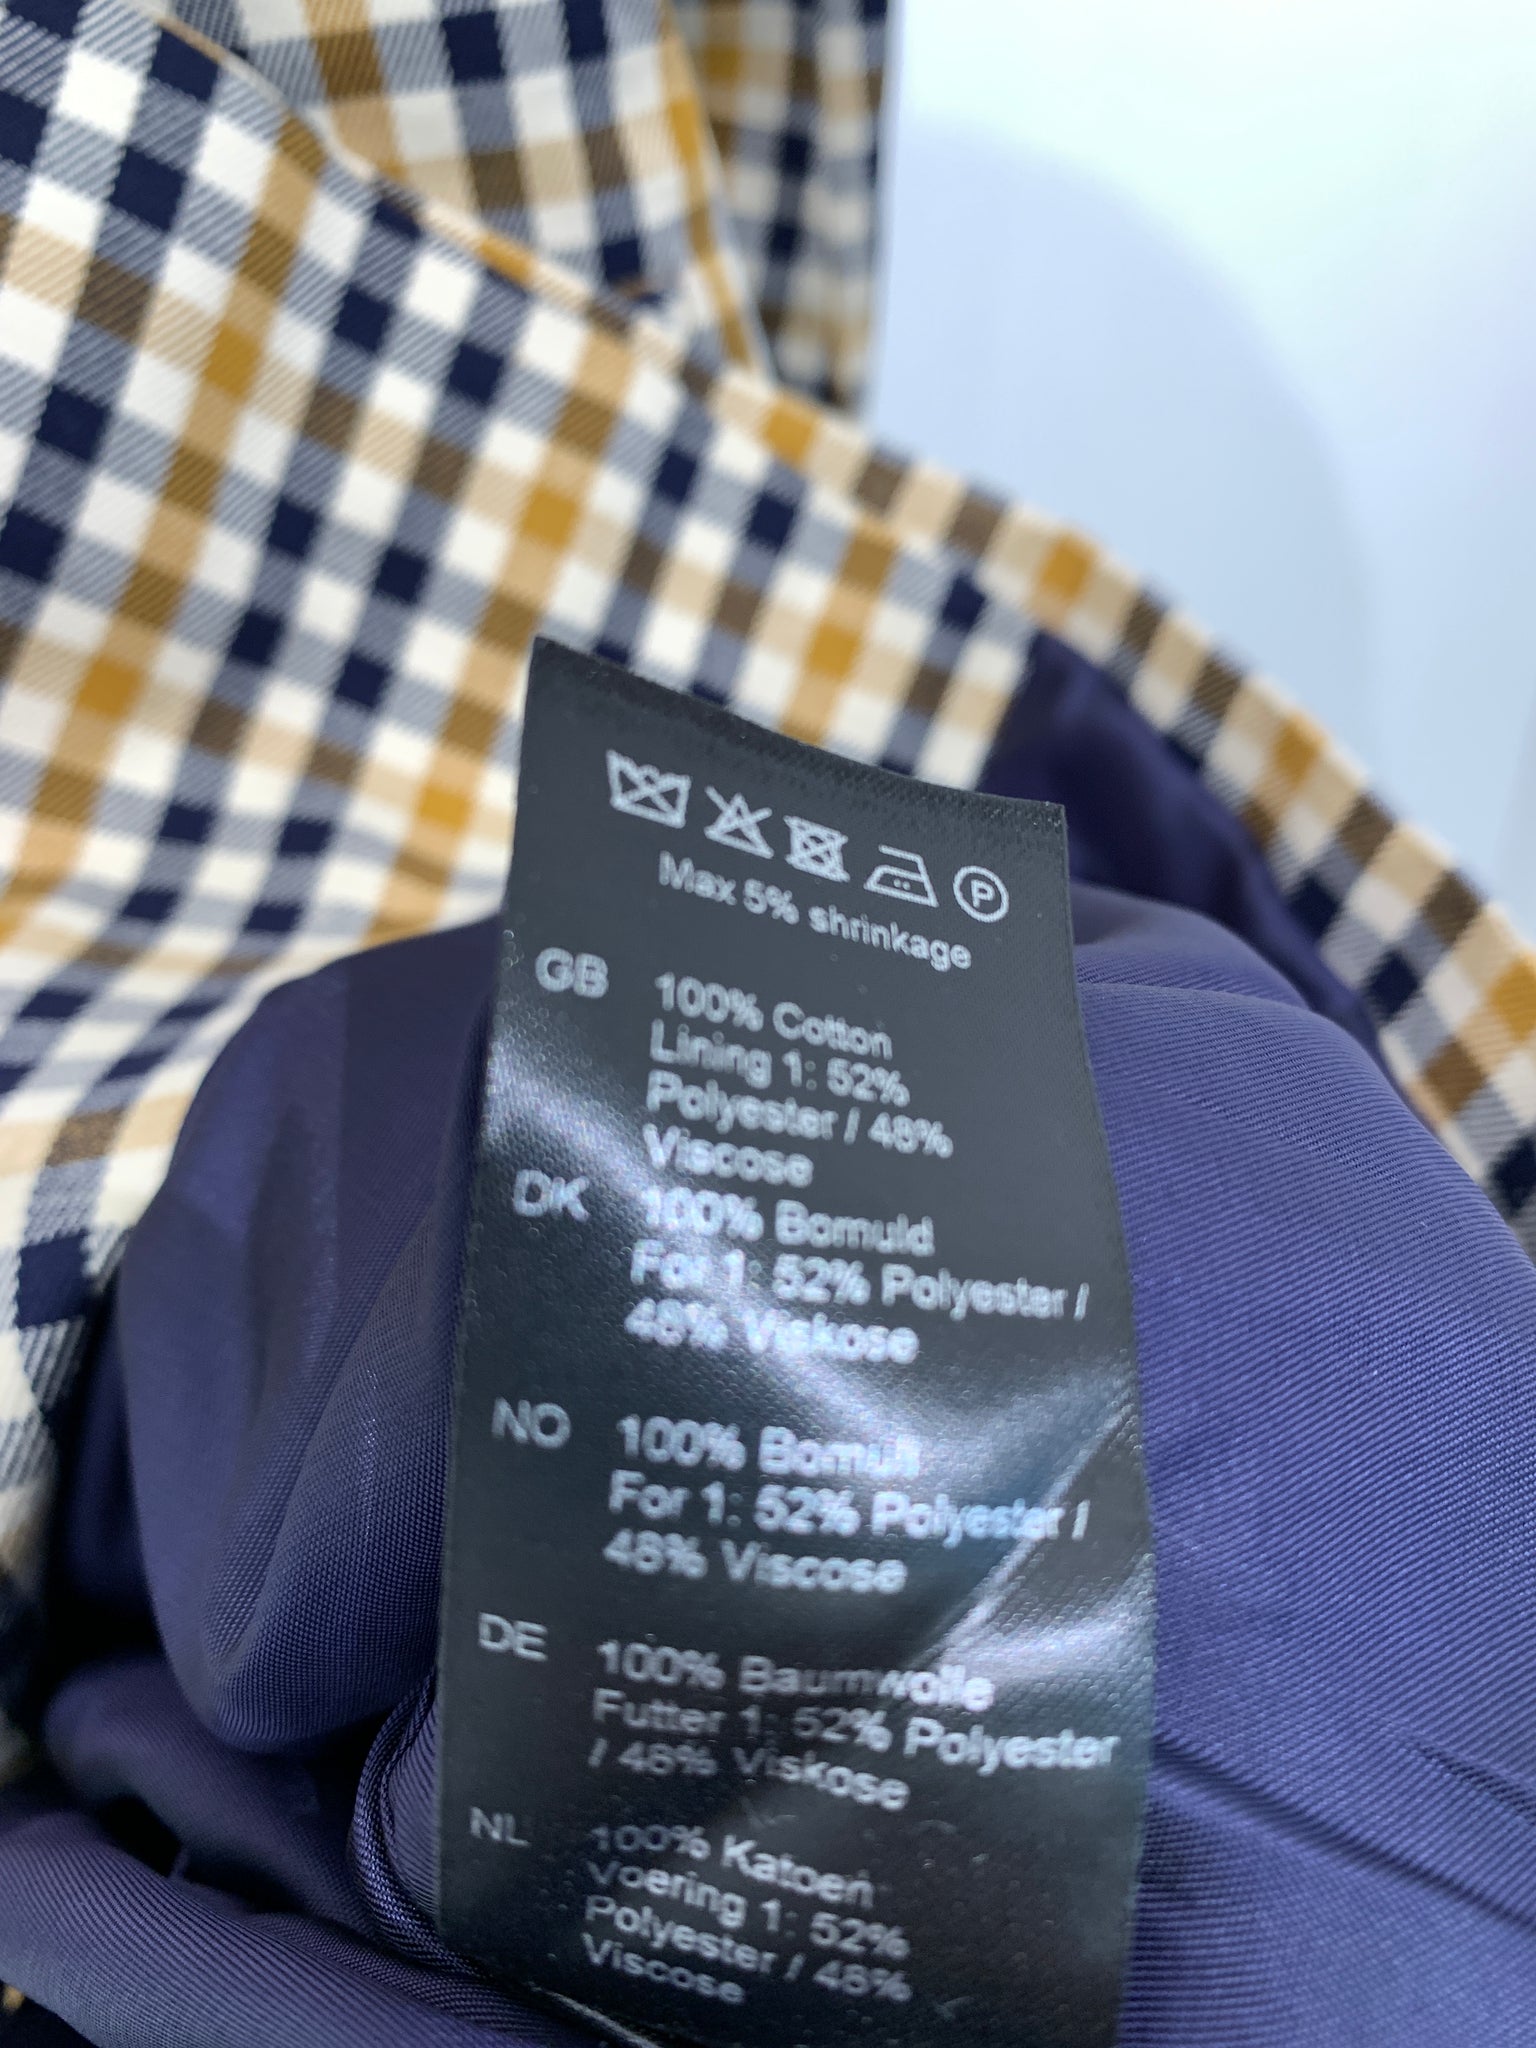 P
Max 5% shrinkage
GB 100% Cotton
Lining 1: 52%
Polyester / 48%
Viscose
DK 100% Bomuld
For 1: 52% Polyester /
48% Viskose
NO 100% Bomull
For 1: 52% Polyester /
48% Viscose
DE 100% Baumwolle
Futter 1: 52% Polyester
/ 48% Viskose
NL 100% Katoen
Voering 1: 52%
Polyester / 48%
Viscose